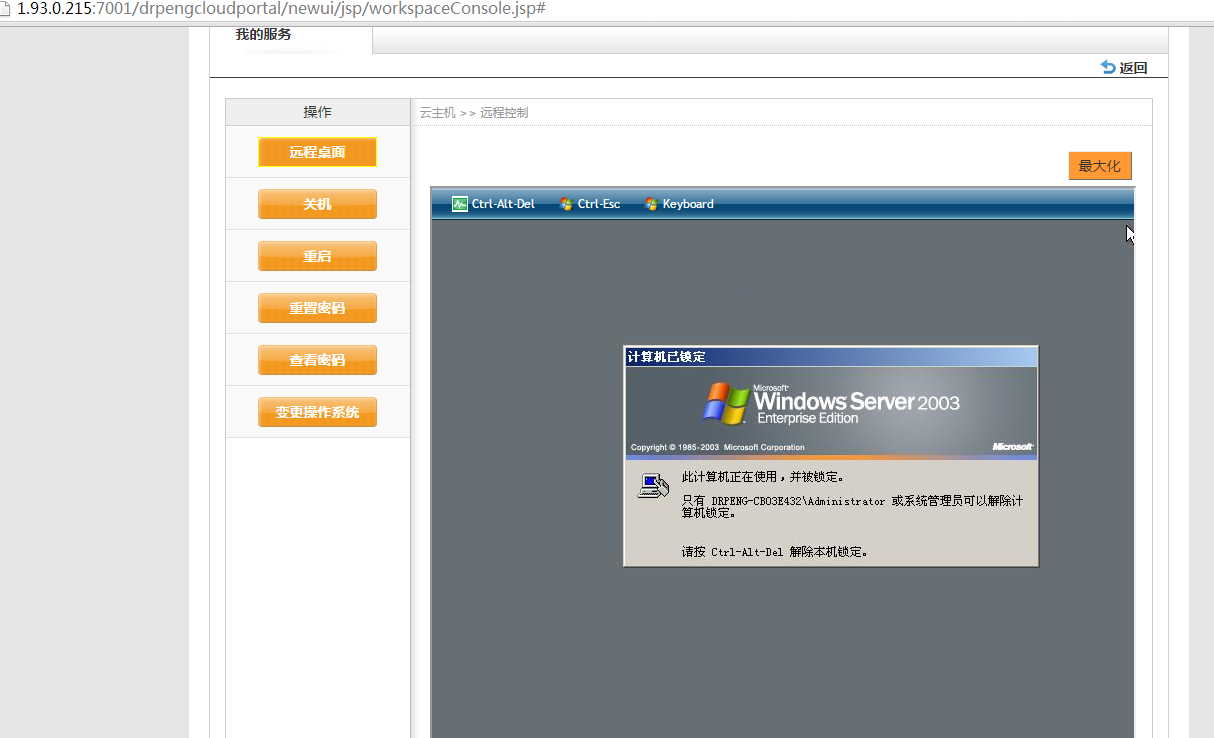 1.93.0.215:7001/drpengcloudportal/newui/jsp/workspaceConsole.jsp#
我的服务
返回
操作
云主机 >> 远程控制
远程桌面
最大化
关机
Ctrl-Alt-Del
Ctrl-Esc
Keyboard
重启
重置密码
查看密码
变更操作系统
计算机已锁定
Microsoft
Windows Server 2003
Enterprise Edition
Copyright © 1985-2003 Microsoft Corporation
Microsoft
此计算机正在使用，并被锁定。
只有 DRPENG-CB03E432\Administrator 或系统管理员可以解除计
算机锁定。
请按 Ctrl-Alt-Del 解除本机锁定。